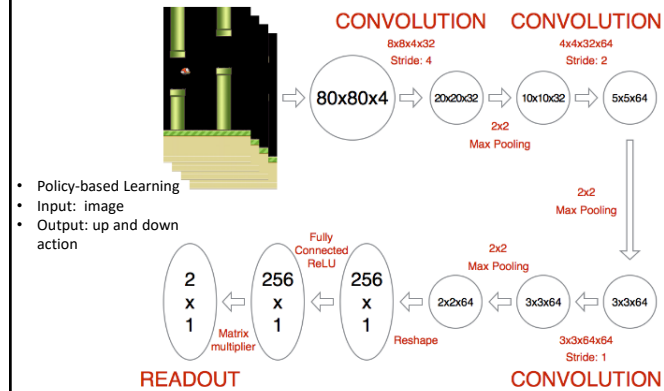 CONVOLUTION
8x8x4x32
Stride: 4
CONVOLUTION
4x4x32x64
Stride: 2
80x80x4
20x20x32
10x10x32
5x5x64
2x2
Max Pooling
2x2
Max Pooling
• Policy-based Learning
• Input: image
• Output: up and down
action
Fully
Connected
ReLU
2x2
Max Pooling
2
x
1
256
x
1
256
x
1
2x2x64
3x3x64
3x3x64
Matrix
multiplier
Reshape
3x3x64x64
Stride: 1
READOUT
CONVOLUTION